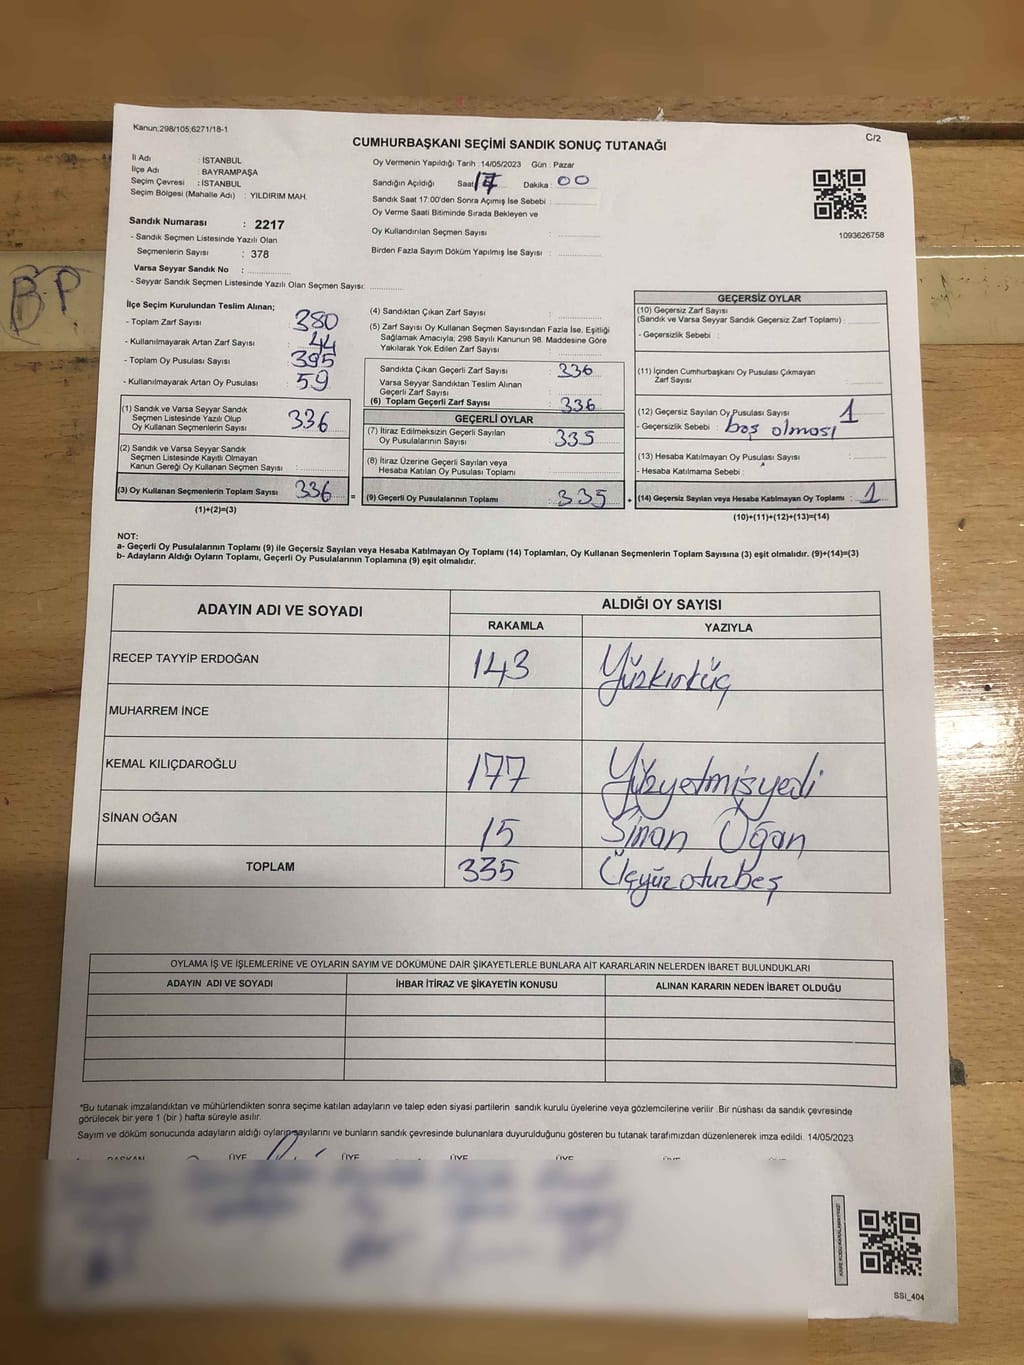 Kanun;298/105;6271/18-1
C/2
CUMHURBAŞKANI SEÇİMİ SANDIK SONUÇ TUTANAĞI
İl Adı : İSTANBUL
İlçe Adı : BAYRAMPAŞA
Seçim Çevresi : İSTANBUL
Seçim Bölgesi (Mahalle Adı) : YILDIRIM MAH.
Sandık Numarası : 2217
- Sandık Seçmen Listesinde Yazılı Olan
Seçmenlerin Sayısı : 378
Varsa Seyyar Sandık No :
- Seyyar Sandık Seçmen Listesinde Yazılı Olan Seçmen Sayısı:
Oy Vermenin Yapıldığı Tarih :14/05/2023 Gün : Pazar
Sandığın Açıldığı Saat: 17 Dakika: 00
Sandık Saat 17:00'den Sonra Açımış İse Sebebi :
Oy Verme Saati Bitiminde Sırada Bekleyen ve
Oy Kullandırılan Seçmen Sayısı :
Birden Fazla Sayım Döküm Yapılmış İse Sayısı :
1093626758
BP
İlçe Seçim Kurulundan Teslim Alınan;
- Toplam Zarf Sayısı : 380
- Kullanılmayarak Artan Zarf Sayısı : 44
- Toplam Oy Pusulası Sayısı : 395
- Kullanılmayarak Artan Oy Pusulası : 59
(1) Sandık ve Varsa Seyyar Sandık
Seçmen Listesinde Yazılı Olup
Oy Kullanan Seçmenlerin Sayısı : 336
(2) Sandık ve Varsa Seyyar Sandık
Seçmen Listesinde Kayıtlı Olmayan
Kanun Gereği Oy Kullanan Seçmen Sayısı :
(3) Oy Kullanan Seçmenlerin Toplam Sayısı : 336 =
(1)+(2)=(3)
(4) Sandıktan Çıkan Zarf Sayısı :
(5) Zarf Sayısı Oy Kullanan Seçmen Sayısından Fazla İse, Eşitliği
Sağlamak Amacıyla; 298 Sayılı Kanunun 98. Maddesine Göre
Yakılarak Yok Edilen Zarf Sayısı :
Sandıkta Çıkan Geçerli Zarf Sayısı : 336
Varsa Seyyar Sandıktan Teslim Alınan
Geçerli Zarf Sayısı :
(6) Toplam Geçerli Zarf Sayısı : 336
GEÇERLİ OYLAR
(7) İtiraz Edilmeksizin Geçerli Sayılan
Oy Pusulalarının Sayısı : 335
(8) İtiraz Üzerine Geçerli Sayılan veya
Hesaba Katılan Oy Pusulası Toplamı :
(9) Geçerli Oy Pusulalarının Toplamı : 335 +
GEÇERSİZ OYLAR
(10) Geçersiz Zarf Sayısı
(Sandık ve Varsa Seyyar Sandık Geçersiz Zarf Toplamı) :
- Geçersizlik Sebebi :
(11) İçinden Cumhurbaşkanı Oy Pusulası Çıkmayan
Zarf Sayısı :
(12) Geçersiz Sayılan Oy Pusulası Sayısı : 1
- Geçersizlik Sebebi : boş olması
(13) Hesaba Katılmayan Oy Pusulası Sayısı :
- Hesaba Katılmama Sebebi :
(14) Geçersiz Sayılan veya Hesaba Katılmayan Oy Toplamı : 1
(10)+(11)+(12)+(13)=(14)
NOT:
a- Geçerli Oy Pusulalarının Toplamı (9) ile Geçersiz Sayılan veya Hesaba Katılmayan Oy Toplamı (14) Toplamları, Oy Kullanan Seçmenlerin Toplam Sayısına (3) eşit olmalıdır. (9)+(14)=(3)
b- Adayların Aldığı Oyların Toplamı, Geçerli Oy Pusulalarının Toplamına (9) eşit olmalıdır.
ADAYIN ADI VE SOYADI
ALDIĞI OY SAYISI
RAKAMLA YAZIYLA
RECEP TAYYİP ERDOĞAN 143 Yüzkırküç
MUHARREM İNCE
KEMAL KILIÇDAROĞLU 177 Yüzyetmişyedi
SİNAN OĞAN 15 Sinan Oğan
TOPLAM 335 Üçyüzotuzbeş
OYLAMA İŞ VE İŞLEMLERİNE VE OYLARIN SAYIM VE DÖKÜMÜNE DAİR ŞİKAYETLERLE BUNLARA AİT KARARLARIN NELERDEN İBARET BULUNDUKLARI
ADAYIN ADI VE SOYADI İHBAR İTİRAZ VE ŞİKAYETİN KONUSU ALINAN KARARIN NEDEN İBARET OLDUĞU
*Bu tutanak imzalandıktan ve mühürlendikten sonra seçime katılan adayların ve talep eden siyasi partilerin sandık kurulu üyelerine veya gözlemcilerine verilir .Bir nüshası da sandık çevresinde
görülecek bir yere 1 (bir ) hafta süreyle asılır.
Sayım ve döküm sonucunda adayların aldığı oyların sayılarını ve bunların sandık çevresinde bulunanlara duyurulduğunu gösteren bu tutanak tarafımızdan düzenlenerek imza edildi. 14/05/2023
BAŞKAN ÜYE ÜYE ÜYE ÜYE ÜYE ÜYE
SSİ_404